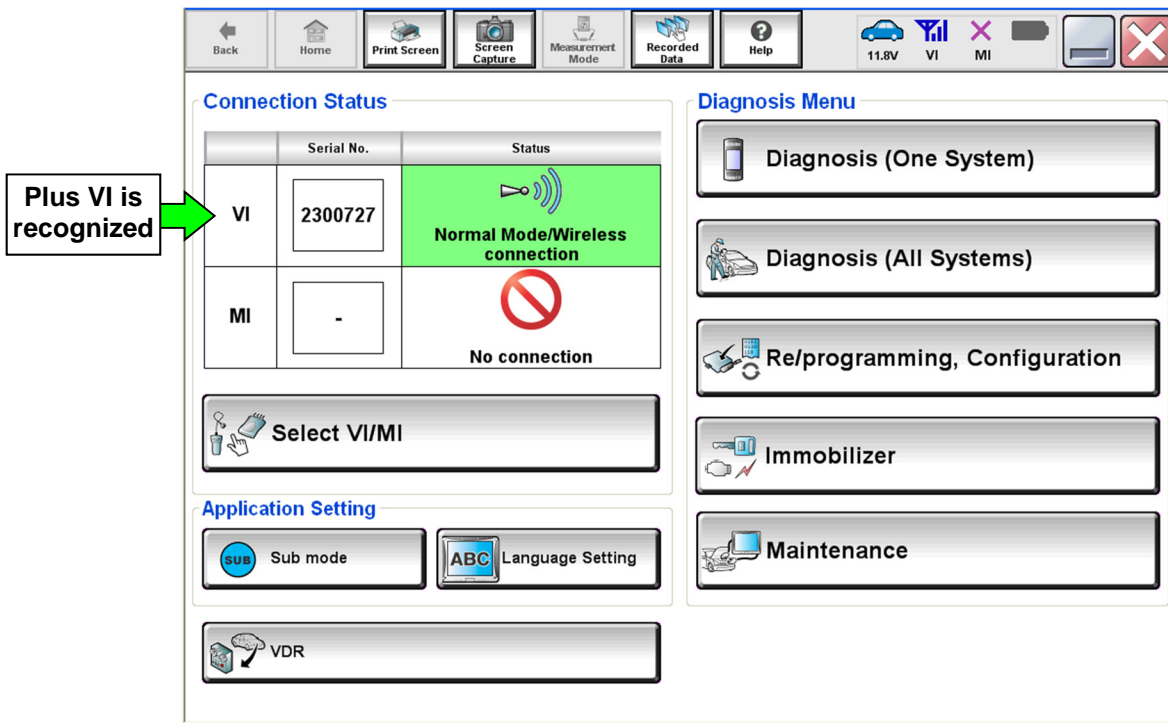 Back
Home
Print Screen
Screen
Capture
Measurement
Mode
Recorded
Data
Help
11.8V
VI
MI
Connection Status
Serial No.
Status
Plus VI is
recognized
VI
2300727
Normal Mode/Wireless
connection
MI
-
No connection
Select VI/MI
Application Setting
SUB
Sub mode
ABC
Language Setting
VDR
Diagnosis Menu
Diagnosis (One System)
Diagnosis (All Systems)
Re/programming, Configuration
Immobilizer
Maintenance